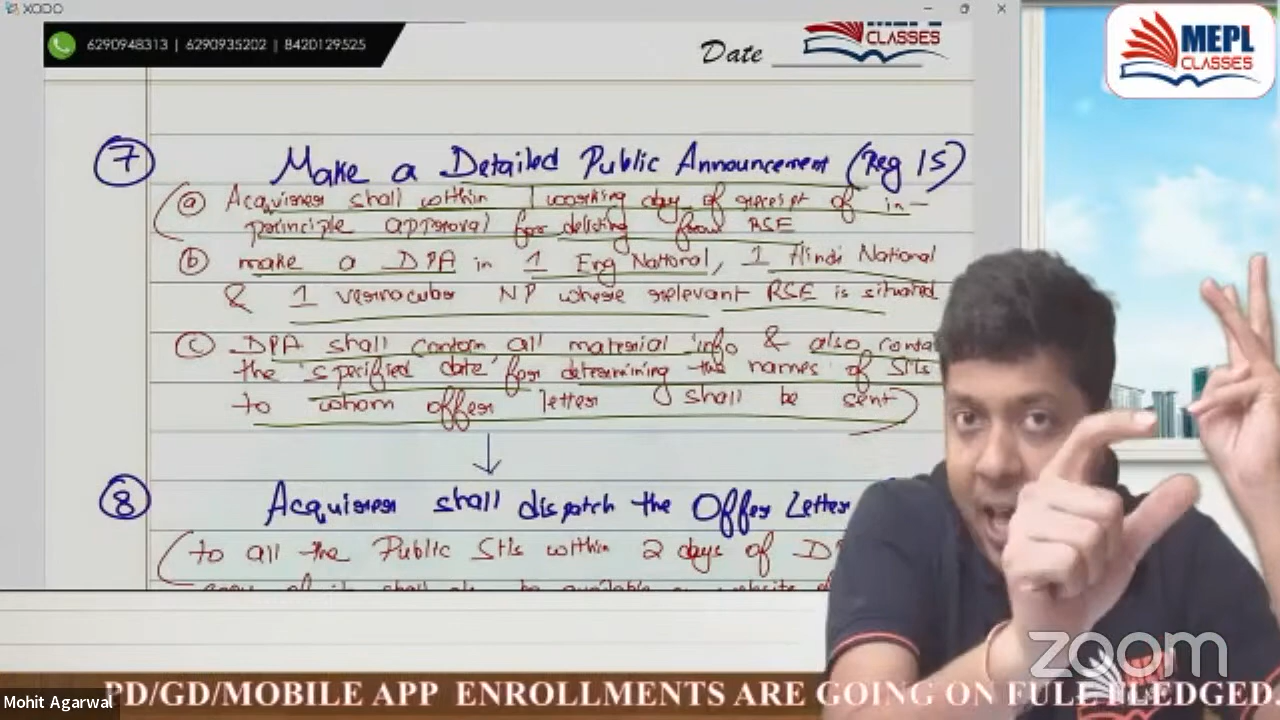 XODO
6290948313 | 6290935202 | 8420129525
Date
MEPL
CLASSES
MEPL
CLASSES
7 Make a Detailed Public Announcement (Reg 15)
a Acquirer shall within 1 working day of receipt of in-
principle approval for delisting from RSE
b make a DPA in 1 Eng National, 1 Hindi National
& 1 vernacular NP where relevant RSE is situated
c DPA shall contain all material info & also conta
the 'specified date' for determining the names of SHs
to whom offer letter shall be sent
8 Acquirer shall dispatch the Offer Letter
to all the Public SHs within 2 days of D
zoom
MEPL
Mohit Agarwal
PD/GD/MOBILE APP ENROLLMENTS ARE GOING ON FULL FLEDGED.